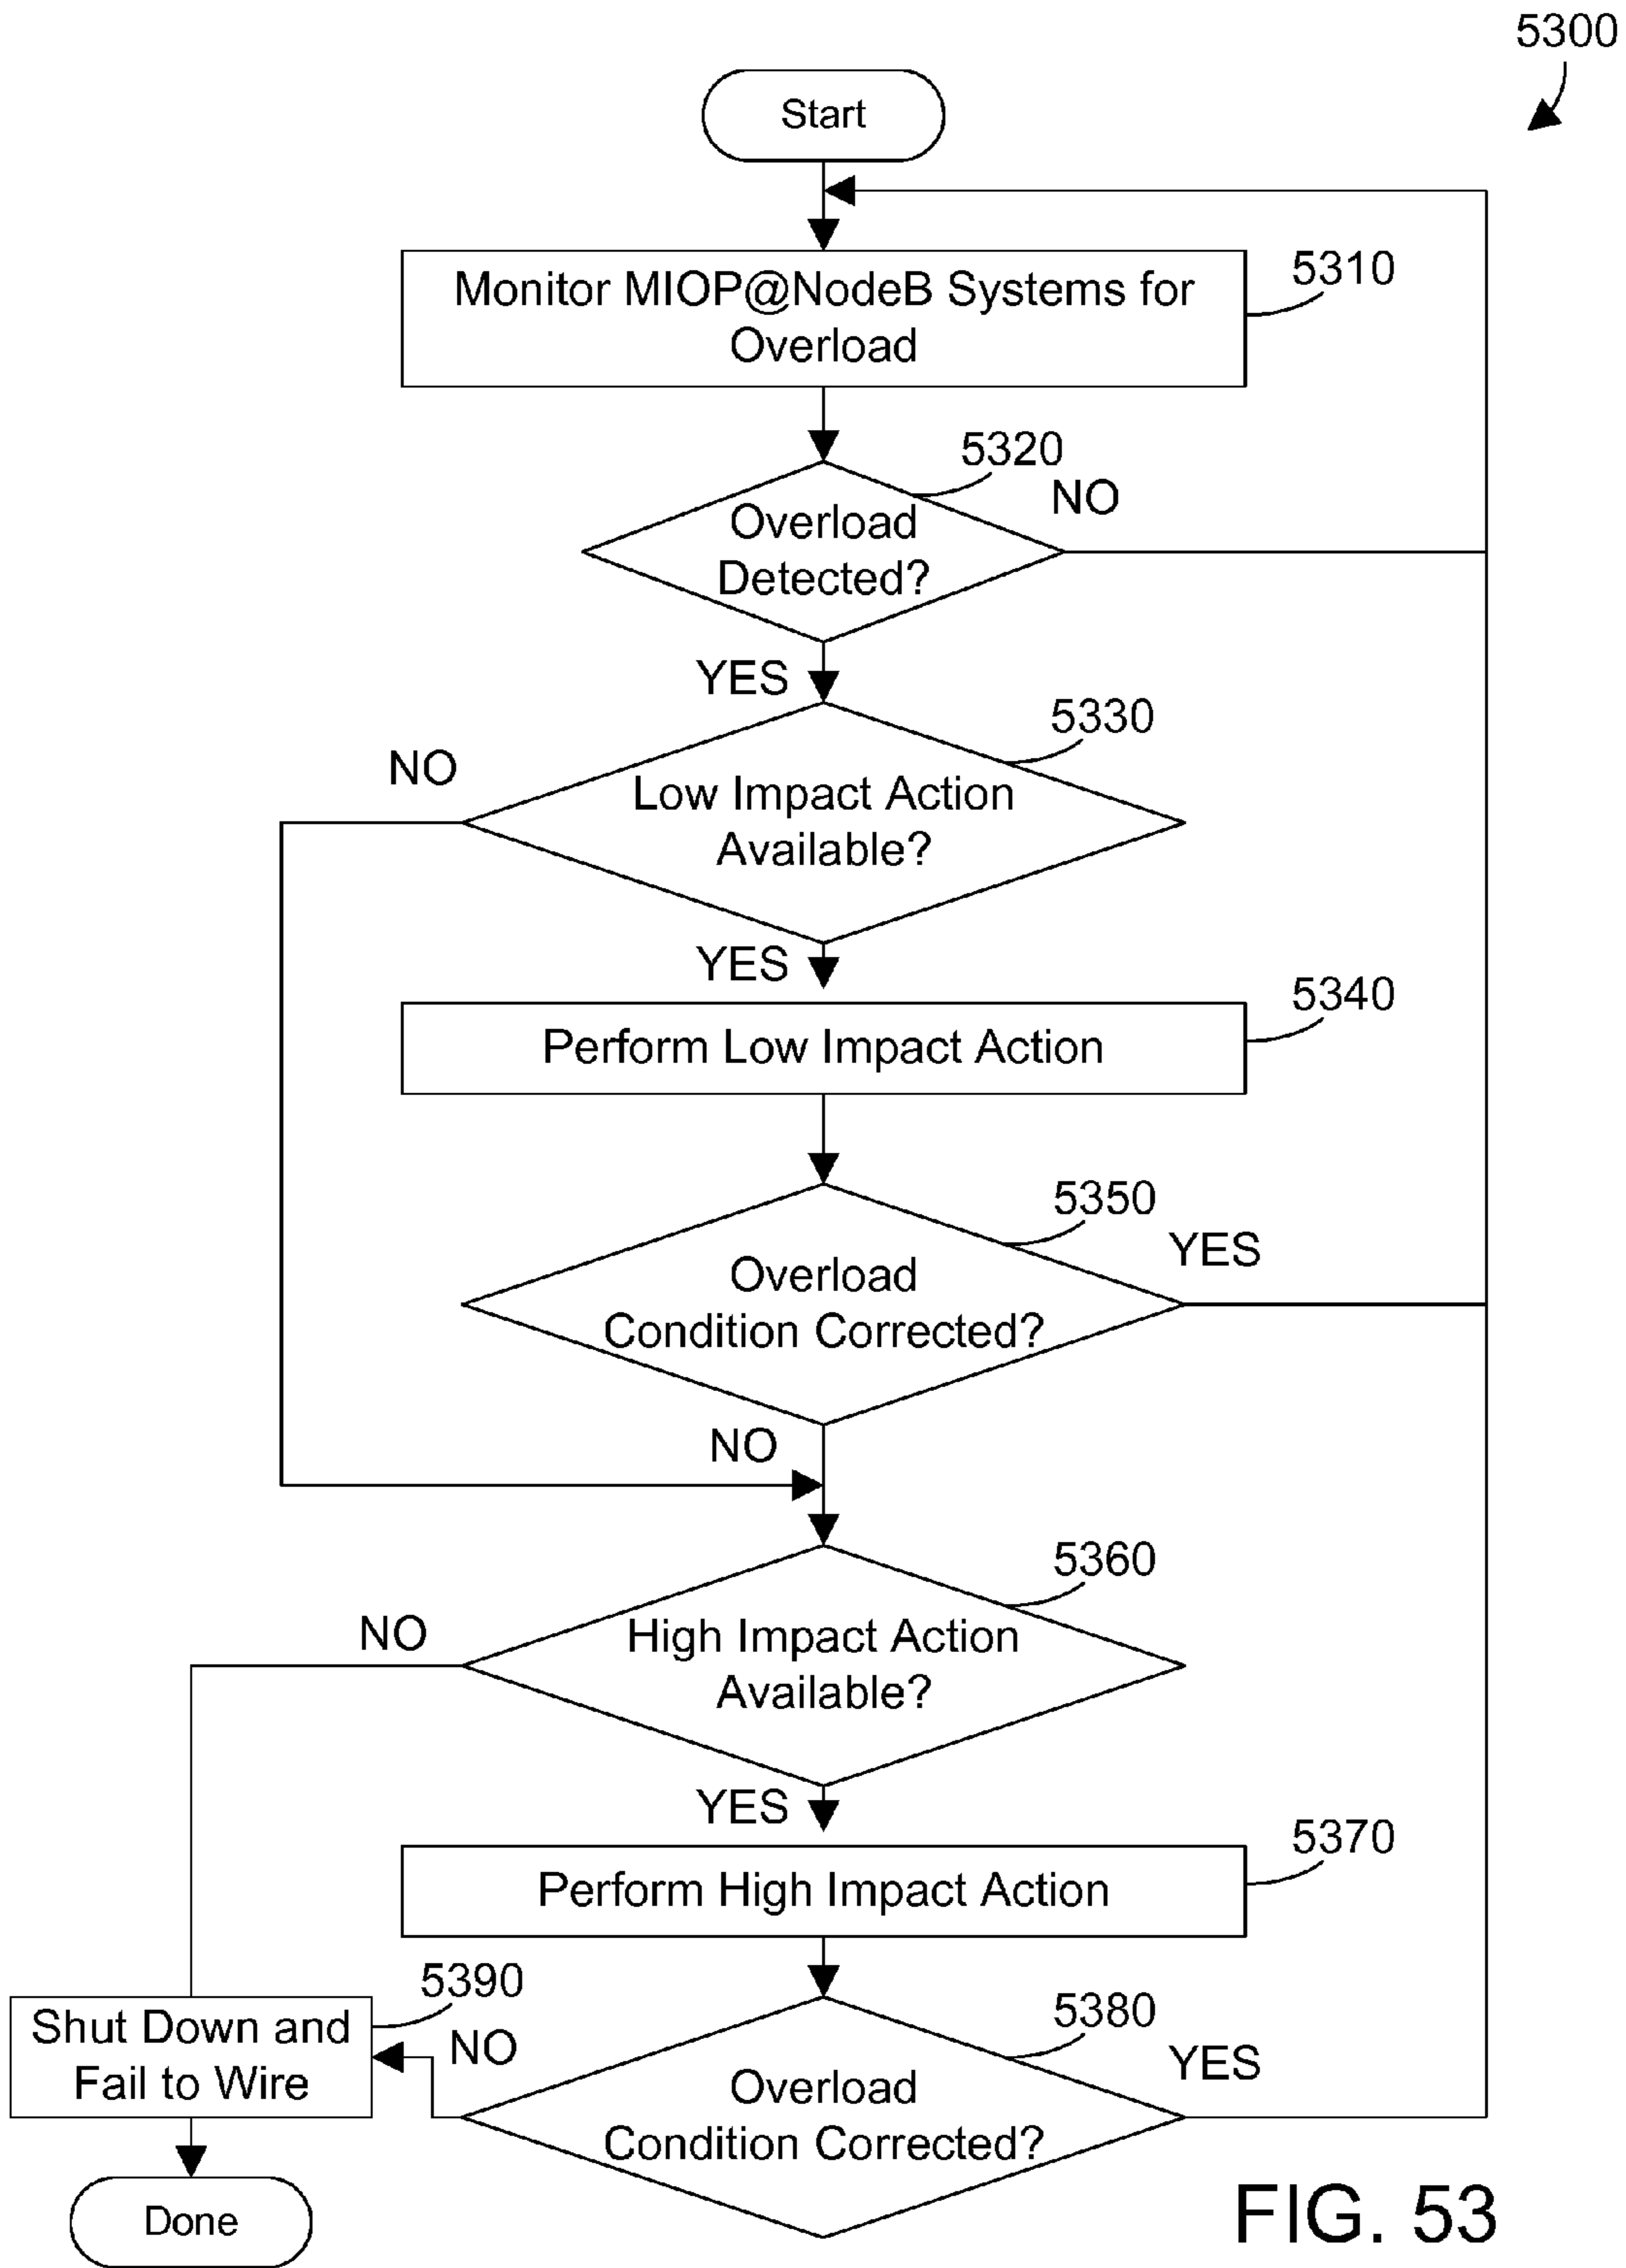 5300
Start
Monitor MIOP@NodeB Systems for
Overload
5310
5320
NO
Overload
Detected?
YES
5330
NO
Low Impact Action
Available?
YES
5340
Perform Low Impact Action
5350
YES
Overload
Condition Corrected?
NO
5360
NO
High Impact Action
Available?
YES
5370
Perform High Impact Action
5390
Shut Down and
Fail to Wire
NO
5380
YES
Overload
Condition Corrected?
Done
FIG. 53